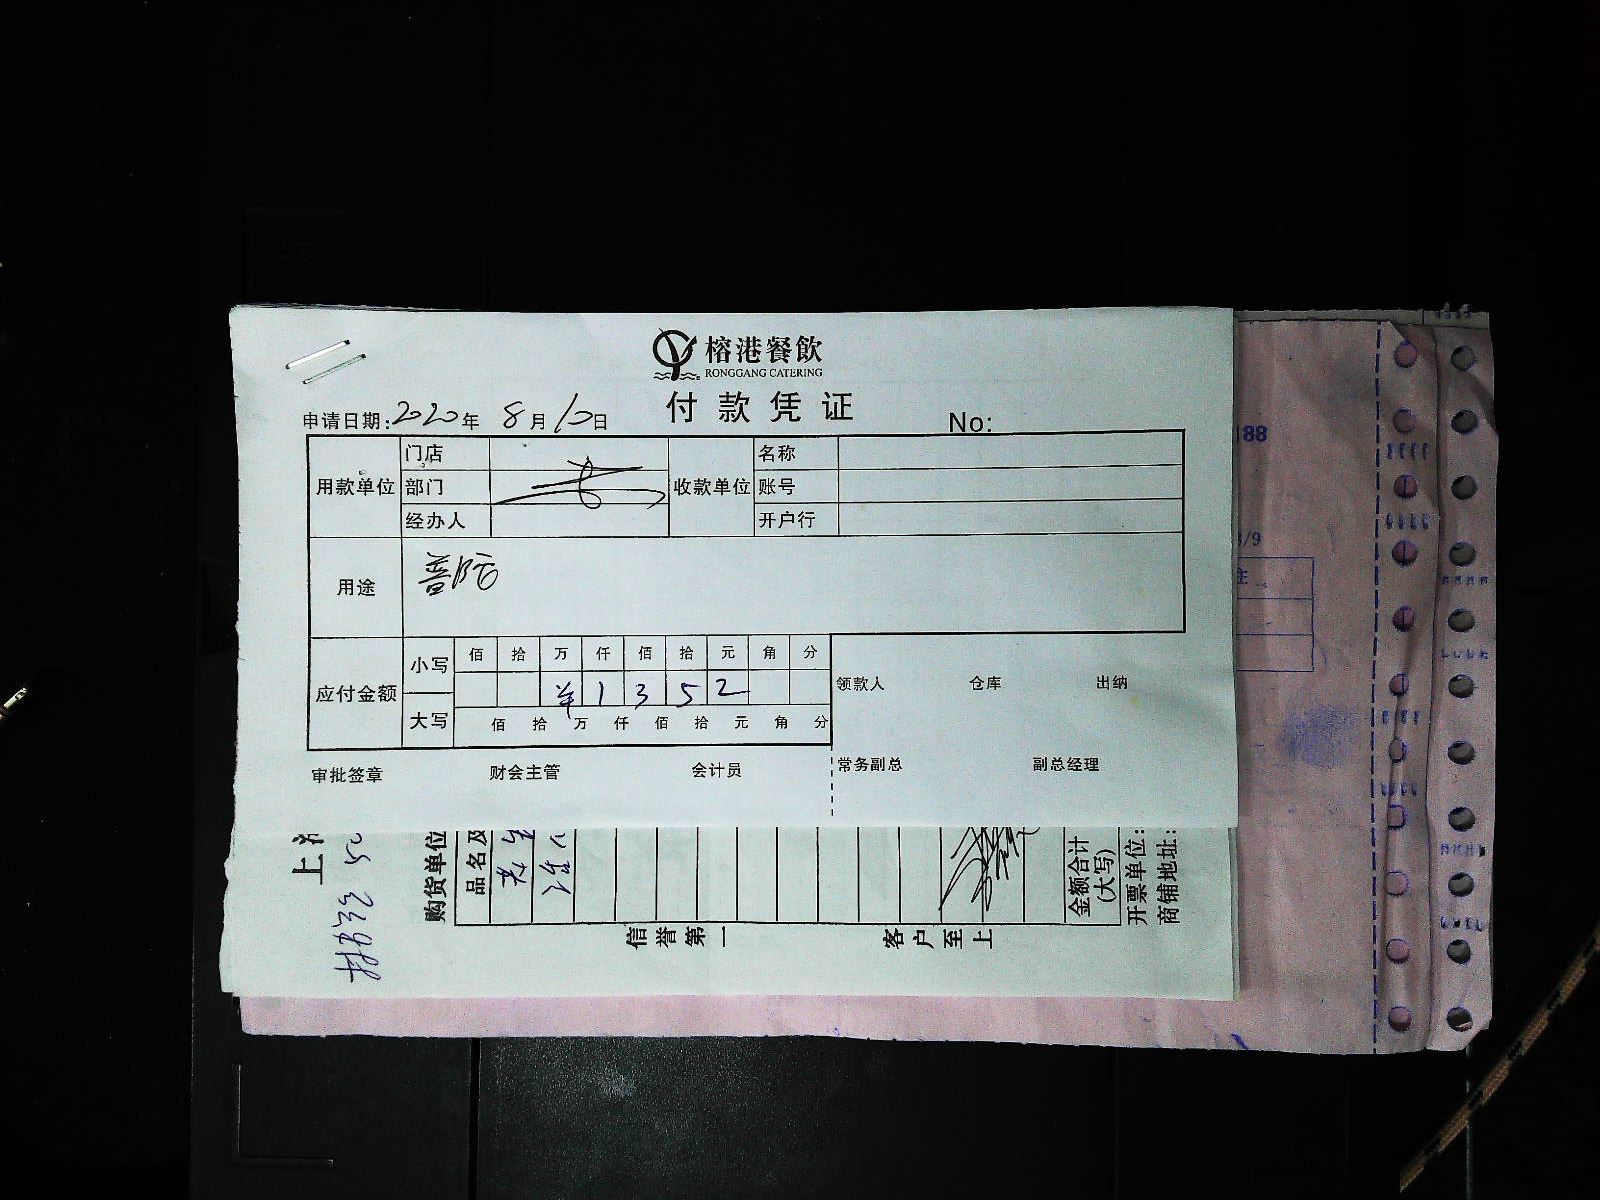 榕港餐飲
RONGGANG CATERING
付款凭证
申请日期:2020年 8月10日
No:
用款单位
门店
部门
经办人
收款单位
名称
账号
开户行
用途
应付金额
小写
佰 拾 万 仟 佰 拾 元 角 分
¥ 1 3 5 2
大写
佰 拾 万 仟 佰 拾 元 角 分
领款人 仓库 出纳
审批签章 财会主管 会计员
常务副总 副总经理
188
/9
购货单位
品名及
金额合计
(大写)
开票单位:
商铺地址:
信誉第一
客户至上